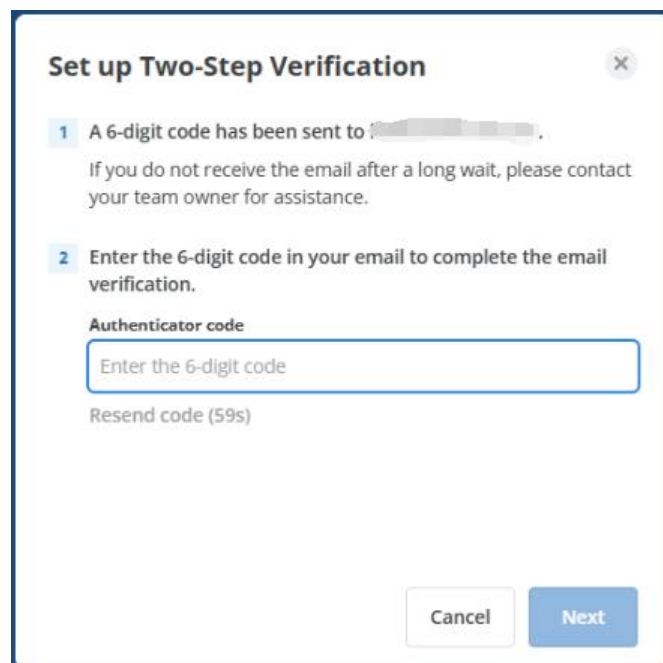 Set up Two-Step Verification
1 A 6-digit code has been sent to .
If you do not receive the email after a long wait, please contact
your team owner for assistance.
2 Enter the 6-digit code in your email to complete the email
verification.
Authenticator code
Enter the 6-digit code
Resend code (59s)
Cancel
Next